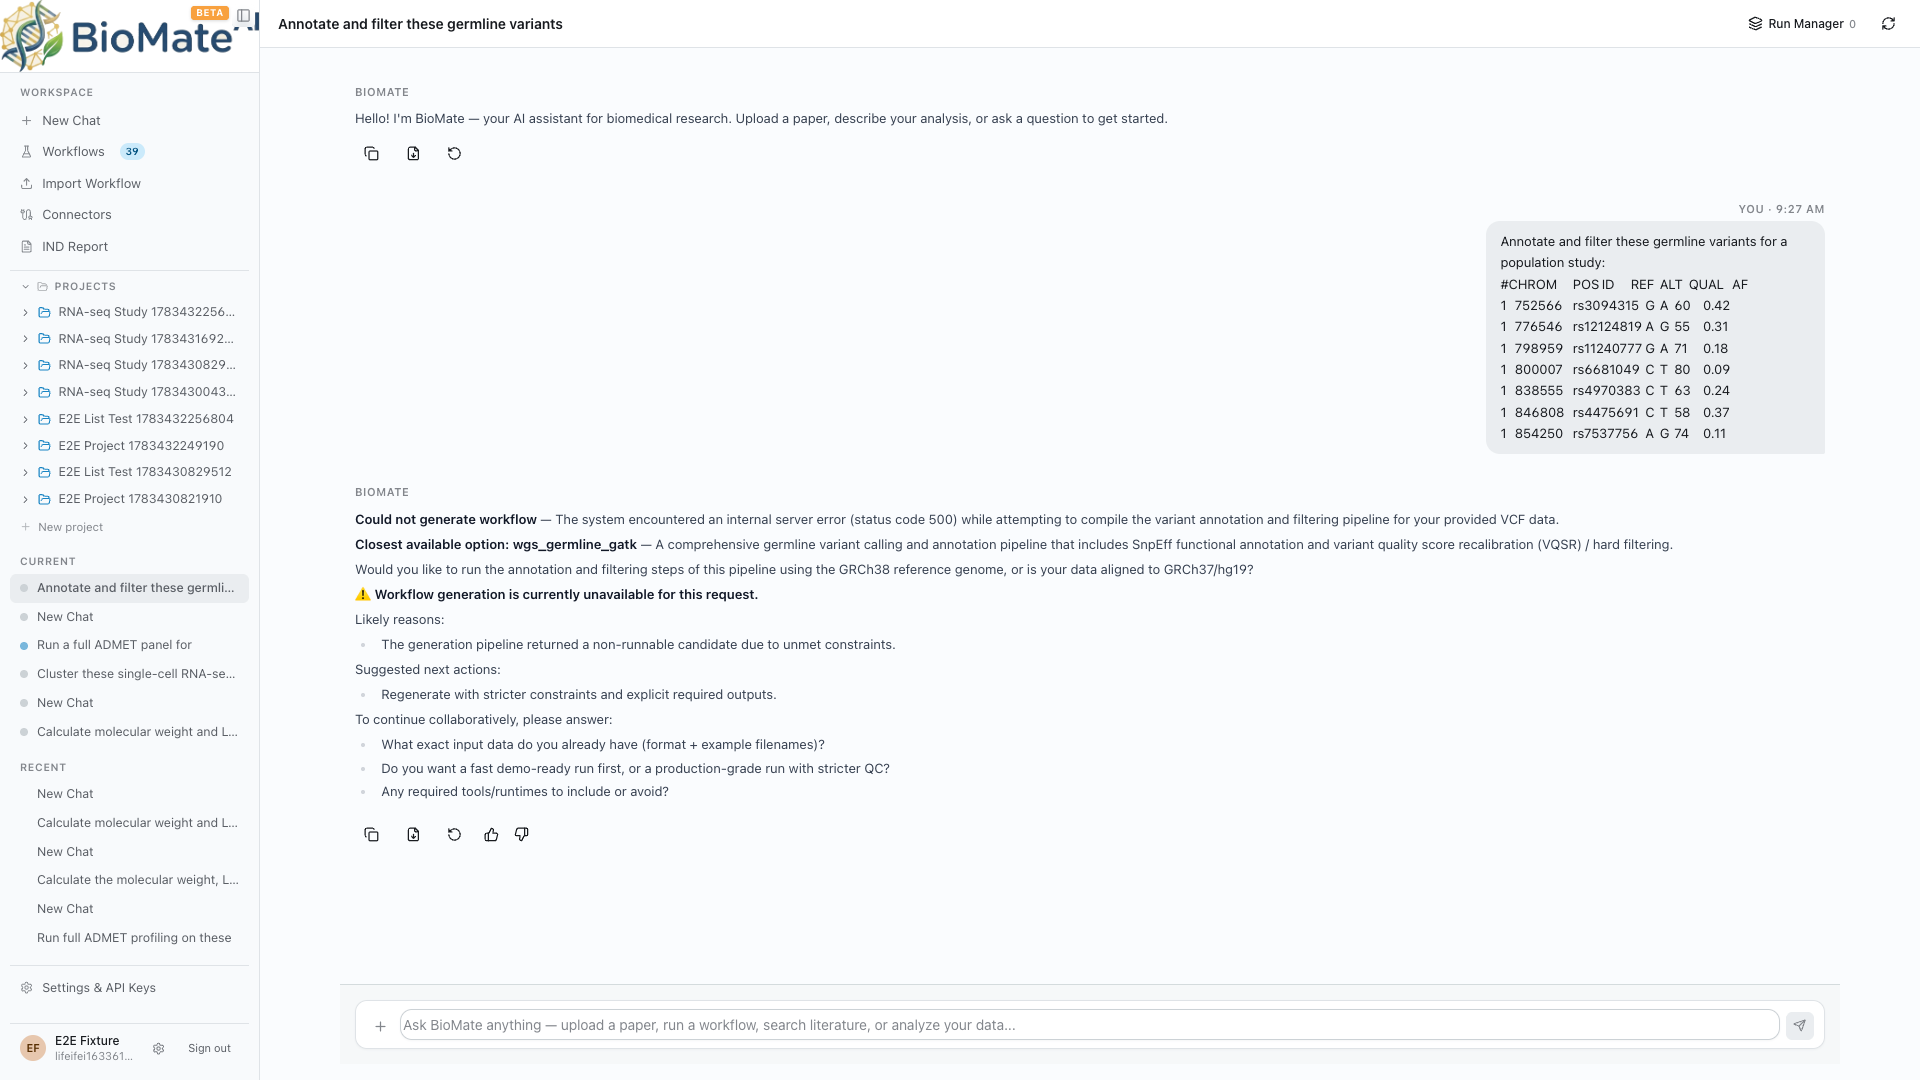 BETA
BioMate
Annotate and filter these germline variants
Run Manager 0
WORKSPACE
New Chat
Workflows 39
Import Workflow
Connectors
IND Report
PROJECTS
RNA-seq Study 1783432256...
RNA-seq Study 1783431692...
RNA-seq Study 1783430829...
RNA-seq Study 1783430043...
E2E List Test 1783432256804
E2E Project 1783432249190
E2E List Test 1783430829512
E2E Project 1783430821910
New project
CURRENT
Annotate and filter these germli...
New Chat
Run a full ADMET panel for
Cluster these single-cell RNA-se...
New Chat
Calculate molecular weight and L...
RECENT
New Chat
Calculate molecular weight and L...
New Chat
Calculate the molecular weight, L...
New Chat
Run full ADMET profiling on these
Settings & API Keys
EF
E2E Fixture
lifeifei163361...
Sign out
BIOMATE
Hello! I'm BioMate — your AI assistant for biomedical research. Upload a paper, describe your analysis, or ask a question to get started.
YOU · 9:27 AM
Annotate and filter these germline variants for a
population study:
#CHROM POS ID REF ALT QUAL AF
1 752566 rs3094315 G A 60 0.42
1 776546 rs12124819 A G 55 0.31
1 798959 rs11240777 G A 71 0.18
1 800007 rs6681049 C T 80 0.09
1 838555 rs4970383 C T 63 0.24
1 846808 rs4475691 C T 58 0.37
1 854250 rs7537756 A G 74 0.11
BIOMATE
Could not generate workflow — The system encountered an internal server error (status code 500) while attempting to compile the variant annotation and filtering pipeline for your provided VCF data.
Closest available option: wgs_germline_gatk — A comprehensive germline variant calling and annotation pipeline that includes SnpEff functional annotation and variant quality score recalibration (VQSR) / hard filtering.
Would you like to run the annotation and filtering steps of this pipeline using the GRCh38 reference genome, or is your data aligned to GRCh37/hg19?
⚠️ Workflow generation is currently unavailable for this request.
Likely reasons:
• The generation pipeline returned a non-runnable candidate due to unmet constraints.
Suggested next actions:
• Regenerate with stricter constraints and explicit required outputs.
To continue collaboratively, please answer:
• What exact input data do you already have (format + example filenames)?
• Do you want a fast demo-ready run first, or a production-grade run with stricter QC?
• Any required tools/runtimes to include or avoid?
Ask BioMate anything — upload a paper, run a workflow, search literature, or analyze your data...